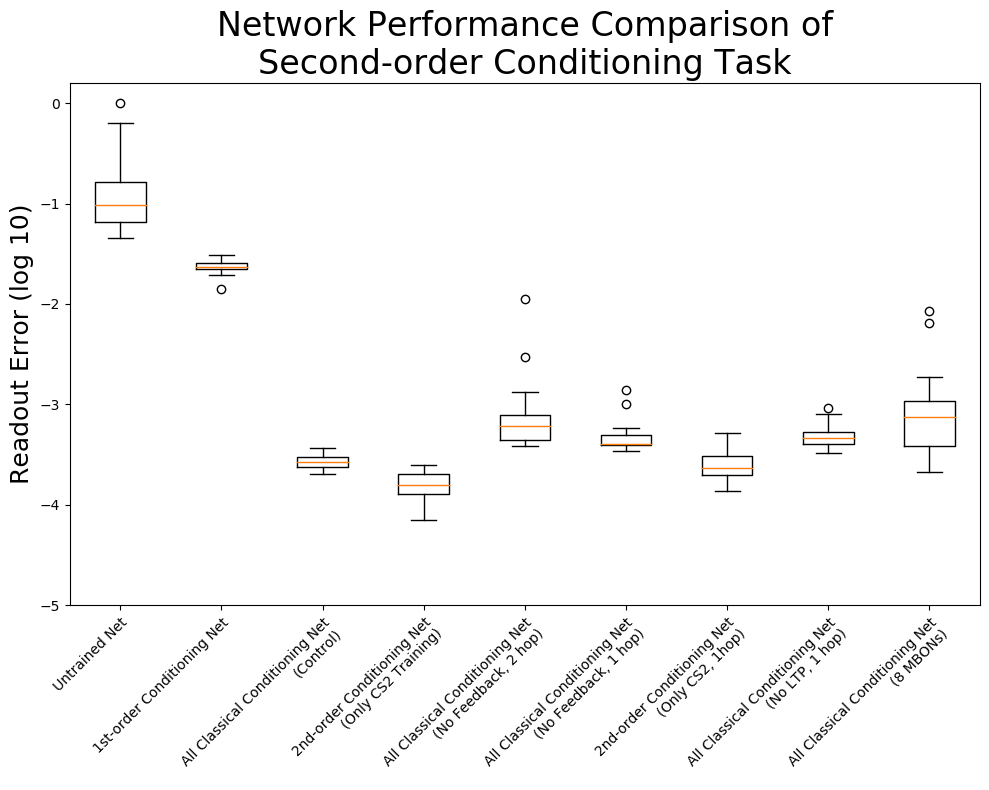 Network Performance Comparison of
Second-order Conditioning Task
Readout Error (log 10)
0
−1
−2
−3
−4
−5
Untrained Net
1st-order Conditioning Net
All Classical Conditioning Net
(Control)
2nd-order Conditioning Net
(Only CS2 Training)
All Classical Conditioning Net
(No Feedback, 2 hop)
All Classical Conditioning Net
(No Feedback, 1 hop)
2nd-order Conditioning Net
(Only CS2, 1hop)
All Classical Conditioning Net
(No LTP, 1 hop)
All Classical Conditioning Net
(8 MBONs)